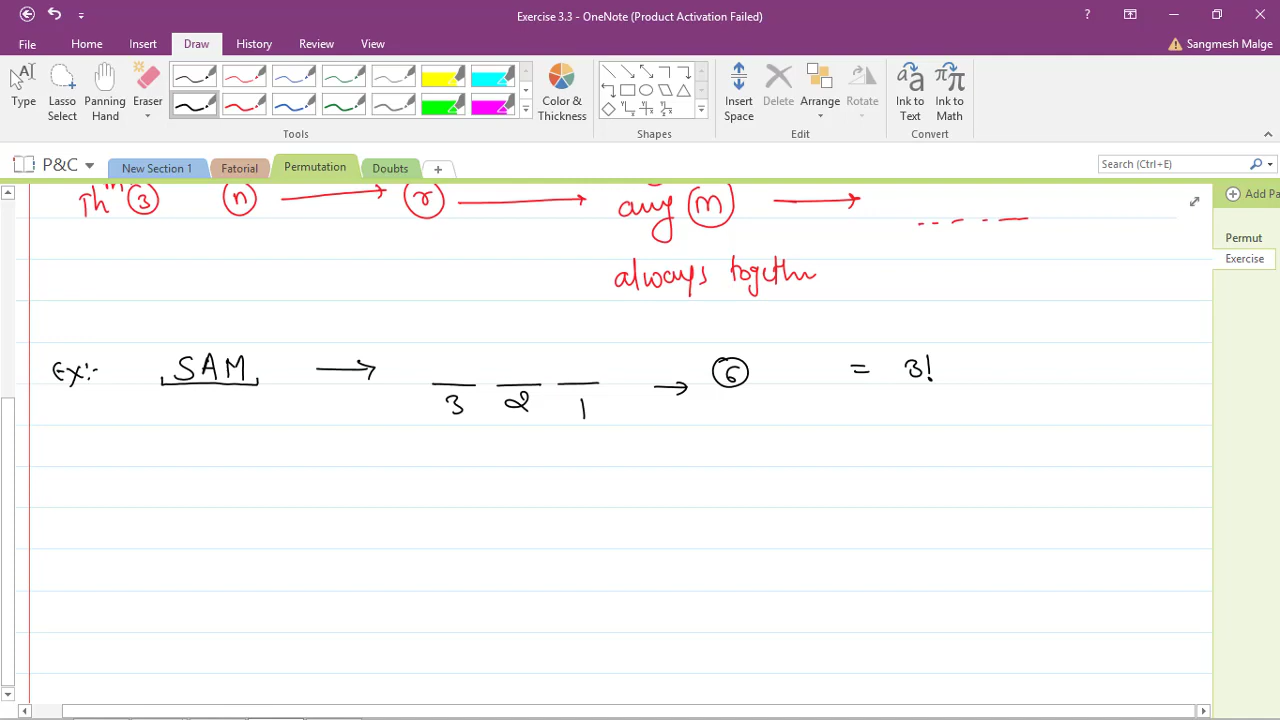 Exercise 3.3 - OneNote (Product Activation Failed)
File Home Insert Draw History Review View
Sangmesh Malge
Type
Lasso Select
Panning Hand
Eraser
Color & Thickness
Insert Space
Delete
Arrange
Rotate
Ink to Text
Ink to Math
Tools Shapes Edit Convert
P&C New Section 1 Fatorial Permutation Doubts
Search (Ctrl+E)
Add Pa
Permut
Exercise
Thm 3 n → r → any m →
always togethe
Ex:- SAM → 3 2 1 → 6 = 3!